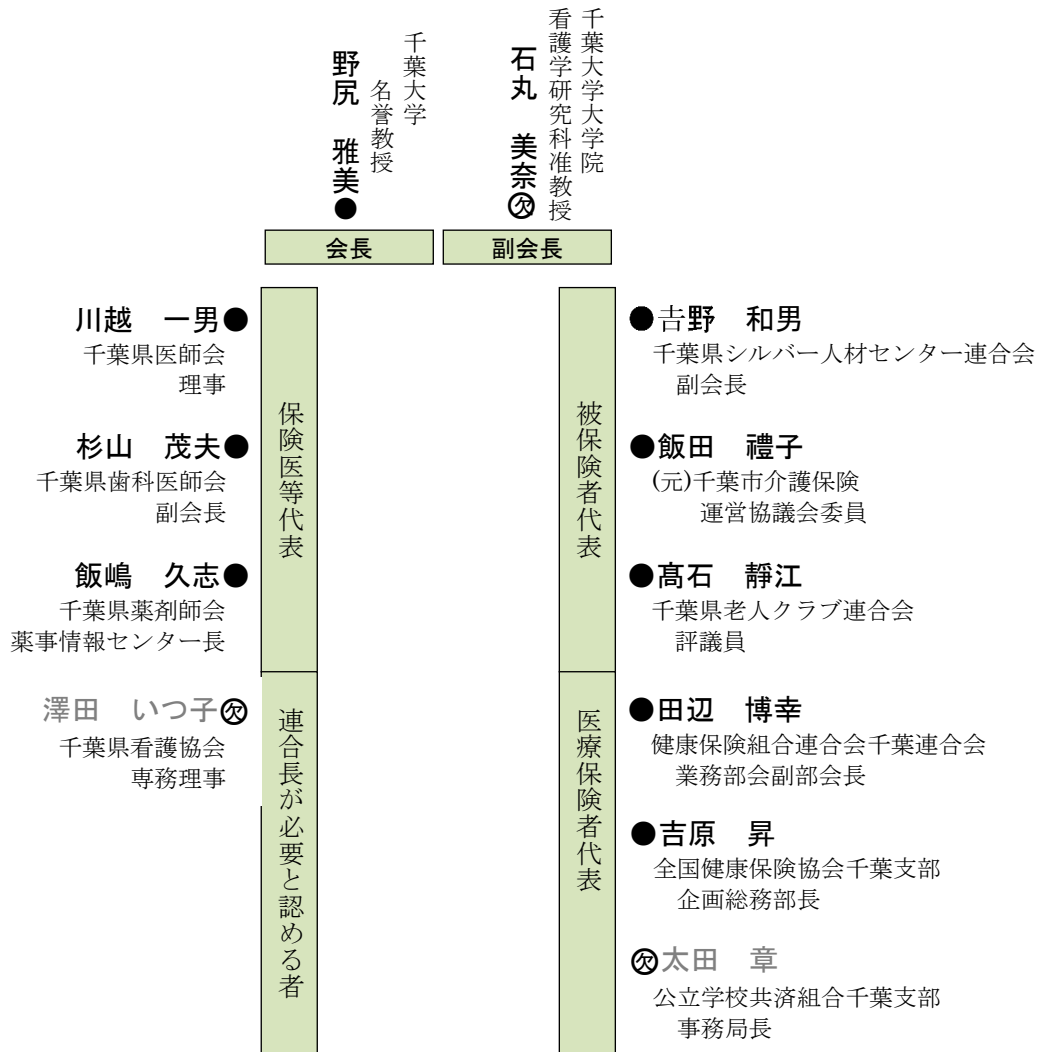 千葉大学
名誉教授
野尻　雅美●
千葉大学大学院
看護学研究科准教授
石丸　美奈㊡
会長
副会長
川越　一男●
千葉県医師会
理事
杉山　茂夫●
千葉県歯科医師会
副会長
飯嶋　久志●
千葉県薬剤師会
薬事情報センター長
澤田　いつ子㊡
千葉県看護協会
専務理事
保険医等代表
連合長が必要と認める者
被保険者代表
医療保険者代表
●𠮷野　和男
千葉県シルバー人材センター連合会
副会長
●飯田　禮子
(元)千葉市介護保険
運営協議会委員
●髙石　靜江
千葉県老人クラブ連合会
評議員
●田辺　博幸
健康保険組合連合会千葉連合会
業務部会副部会長
●吉原　昇
全国健康保険協会千葉支部
企画総務部長
㊡太田　章
公立学校共済組合千葉支部
事務局長